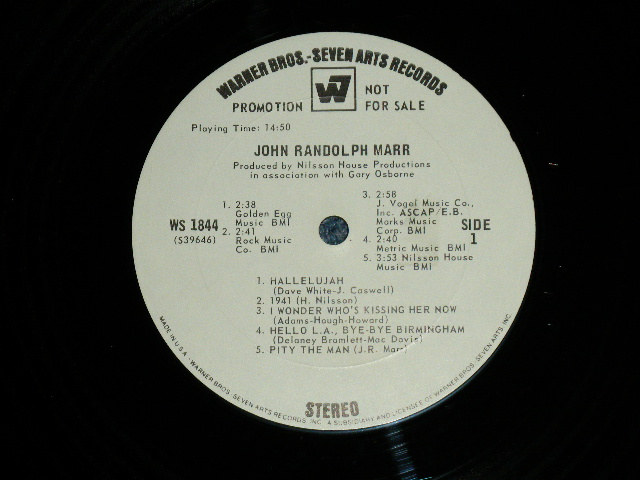 WARNER BROS.-SEVEN ARTS RECORDS
W7
PROMOTION NOT
FOR SALE
Playing Time: 14:50
JOHN RANDOLPH MARR
Produced by Nilsson House Productions
in association with Gary Osborne
WS 1844
(S39646)
1. 2:38
Golden Egg
Music BMI
2. 2:41
Rock Music
Co. BMI
3. 2:58
J. Vogel Music Co.,
Inc. ASCAP/E.B.
Marks Music
Corp. BMI
4. 2:40
Metric Music BMI
5. 3:53 Nilsson House
Music BMI
SIDE
1
1. HALLELUJAH
(Dave White-J. Caswell)
2. 1941 (H. Nilsson)
3. I WONDER WHO'S KISSING HER NOW
(Adams-Hough-Howard)
4. HELLO L.A., BYE-BYE BIRMINGHAM
(Delaney Bramlett-Mac Davis)
5. PITY THE MAN (J.R. Marr)
STEREO
MADE IN U.S.A. - WARNER BROS. - SEVEN ARTS RECORDS, INC. A SUBSIDIARY AND LICENSEE OF WARNER BROS.-SEVEN ARTS, INC.